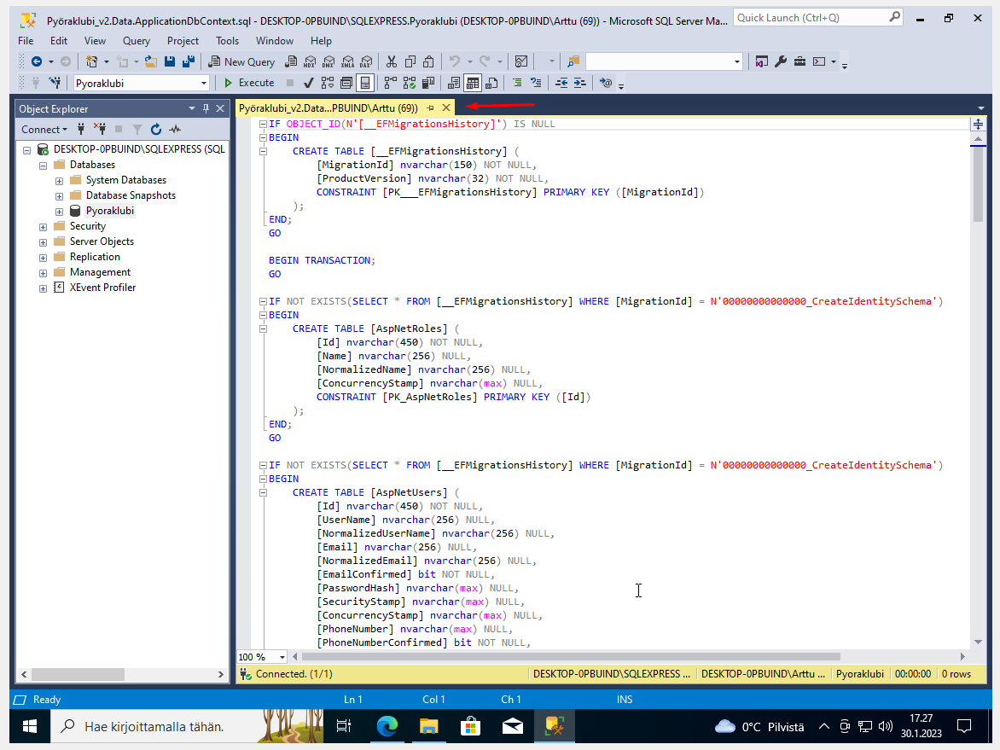 Pyöraklubi_v2.Data.ApplicationDbContext.sql - DESKTOP-0PBUIND\SQLEXPRESS.Pyoraklubi (DESKTOP-0PBUIND\Arttu (69)) - Microsoft SQL Server Ma...
Quick Launch (Ctrl+Q)
File Edit View Query Project Tools Window Help
New Query
MDX DMX XMLA DAX
Pyoraklubi
Execute
Object Explorer
Connect
DESKTOP-0PBUIND\SQLEXPRESS (SQL
Databases
System Databases
Database Snapshots
Pyoraklubi
Security
Server Objects
Replication
Management
XEvent Profiler
Pyöraklubi_v2.Data...PBUIND\Arttu (69))
IF OBJECT_ID(N'[__EFMigrationsHistory]') IS NULL
BEGIN
CREATE TABLE [__EFMigrationsHistory] (
[MigrationId] nvarchar(150) NOT NULL,
[ProductVersion] nvarchar(32) NOT NULL,
CONSTRAINT [PK___EFMigrationsHistory] PRIMARY KEY ([MigrationId])
);
END;
GO
BEGIN TRANSACTION;
GO
IF NOT EXISTS(SELECT * FROM [__EFMigrationsHistory] WHERE [MigrationId] = N'00000000000000_CreateIdentitySchema')
BEGIN
CREATE TABLE [AspNetRoles] (
[Id] nvarchar(450) NOT NULL,
[Name] nvarchar(256) NULL,
[NormalizedName] nvarchar(256) NULL,
[ConcurrencyStamp] nvarchar(max) NULL,
CONSTRAINT [PK_AspNetRoles] PRIMARY KEY ([Id])
);
END;
GO
IF NOT EXISTS(SELECT * FROM [__EFMigrationsHistory] WHERE [MigrationId] = N'00000000000000_CreateIdentitySchema')
BEGIN
CREATE TABLE [AspNetUsers] (
[Id] nvarchar(450) NOT NULL,
[UserName] nvarchar(256) NULL,
[NormalizedUserName] nvarchar(256) NULL,
[Email] nvarchar(256) NULL,
[NormalizedEmail] nvarchar(256) NULL,
[EmailConfirmed] bit NOT NULL,
[PasswordHash] nvarchar(max) NULL,
[SecurityStamp] nvarchar(max) NULL,
[ConcurrencyStamp] nvarchar(max) NULL,
[PhoneNumber] nvarchar(max) NULL,
[PhoneNumberConfirmed] bit NOT NULL,
100 %
Connected. (1/1)
DESKTOP-0PBUIND\SQLEXPRESS ... DESKTOP-0PBUIND\Arttu ... Pyoraklubi 00:00:00 0 rows
Ready Ln 1 Col 1 Ch 1 INS
Hae kirjoittamalla tähän.
0°C Pilvistä
17.27
30.1.2023